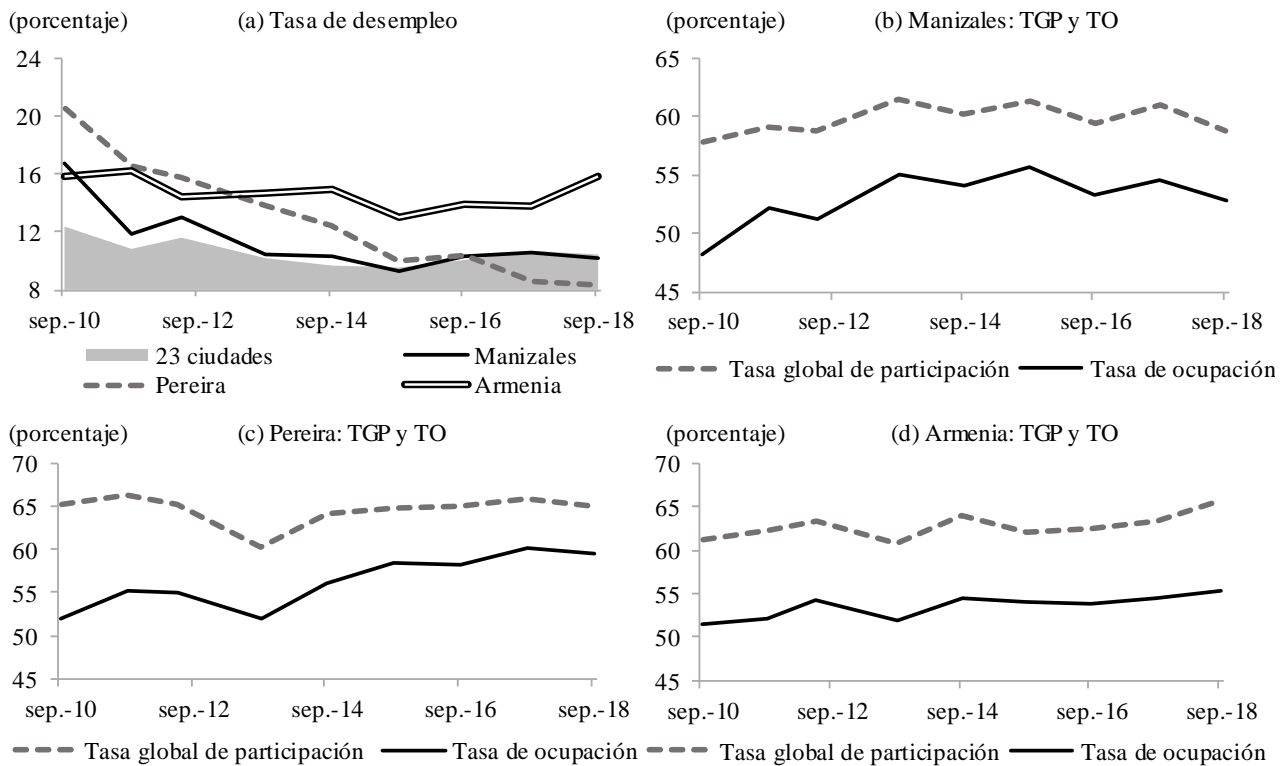 (porcentaje) (a) Tasa de desempleo
24
20
16
12
8
sep.-10 sep.-12 sep.-14 sep.-16 sep.-18
23 ciudades Manizales
Pereira Armenia
(porcentaje) (b) Manizales: TGP y TO
65
60
55
50
45
sep.-10 sep.-12 sep.-14 sep.-16 sep.-18
Tasa global de participación Tasa de ocupación
(porcentaje) (c) Pereira: TGP y TO
70
65
60
55
50
45
sep.-10 sep.-12 sep.-14 sep.-16 sep.-18
Tasa global de participación Tasa de ocupación
(porcentaje) (d) Armenia: TGP y TO
70
65
60
55
50
45
sep.-10 sep.-12 sep.-14 sep.-16 sep.-18
Tasa global de participación Tasa de ocupación